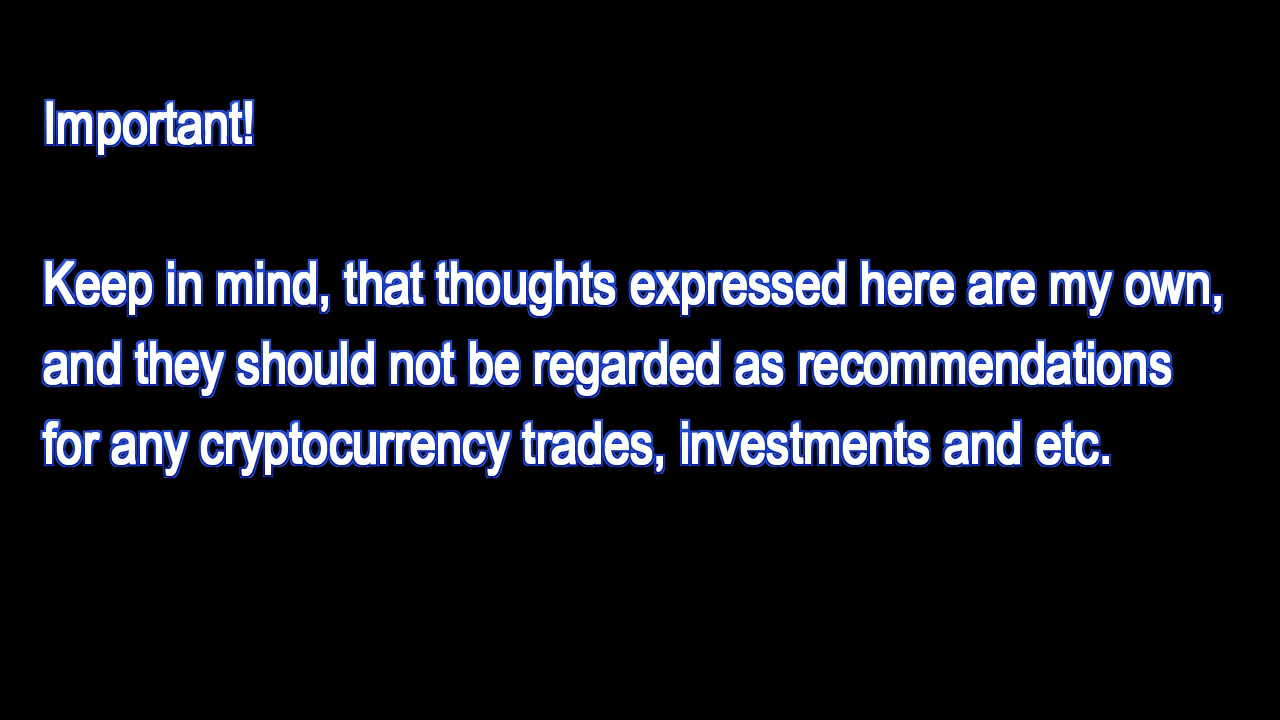 Important!
Keep in mind, that thoughts expressed here are my own,
and they should not be regarded as recommendations
for any cryptocurrency trades, investments and etc.